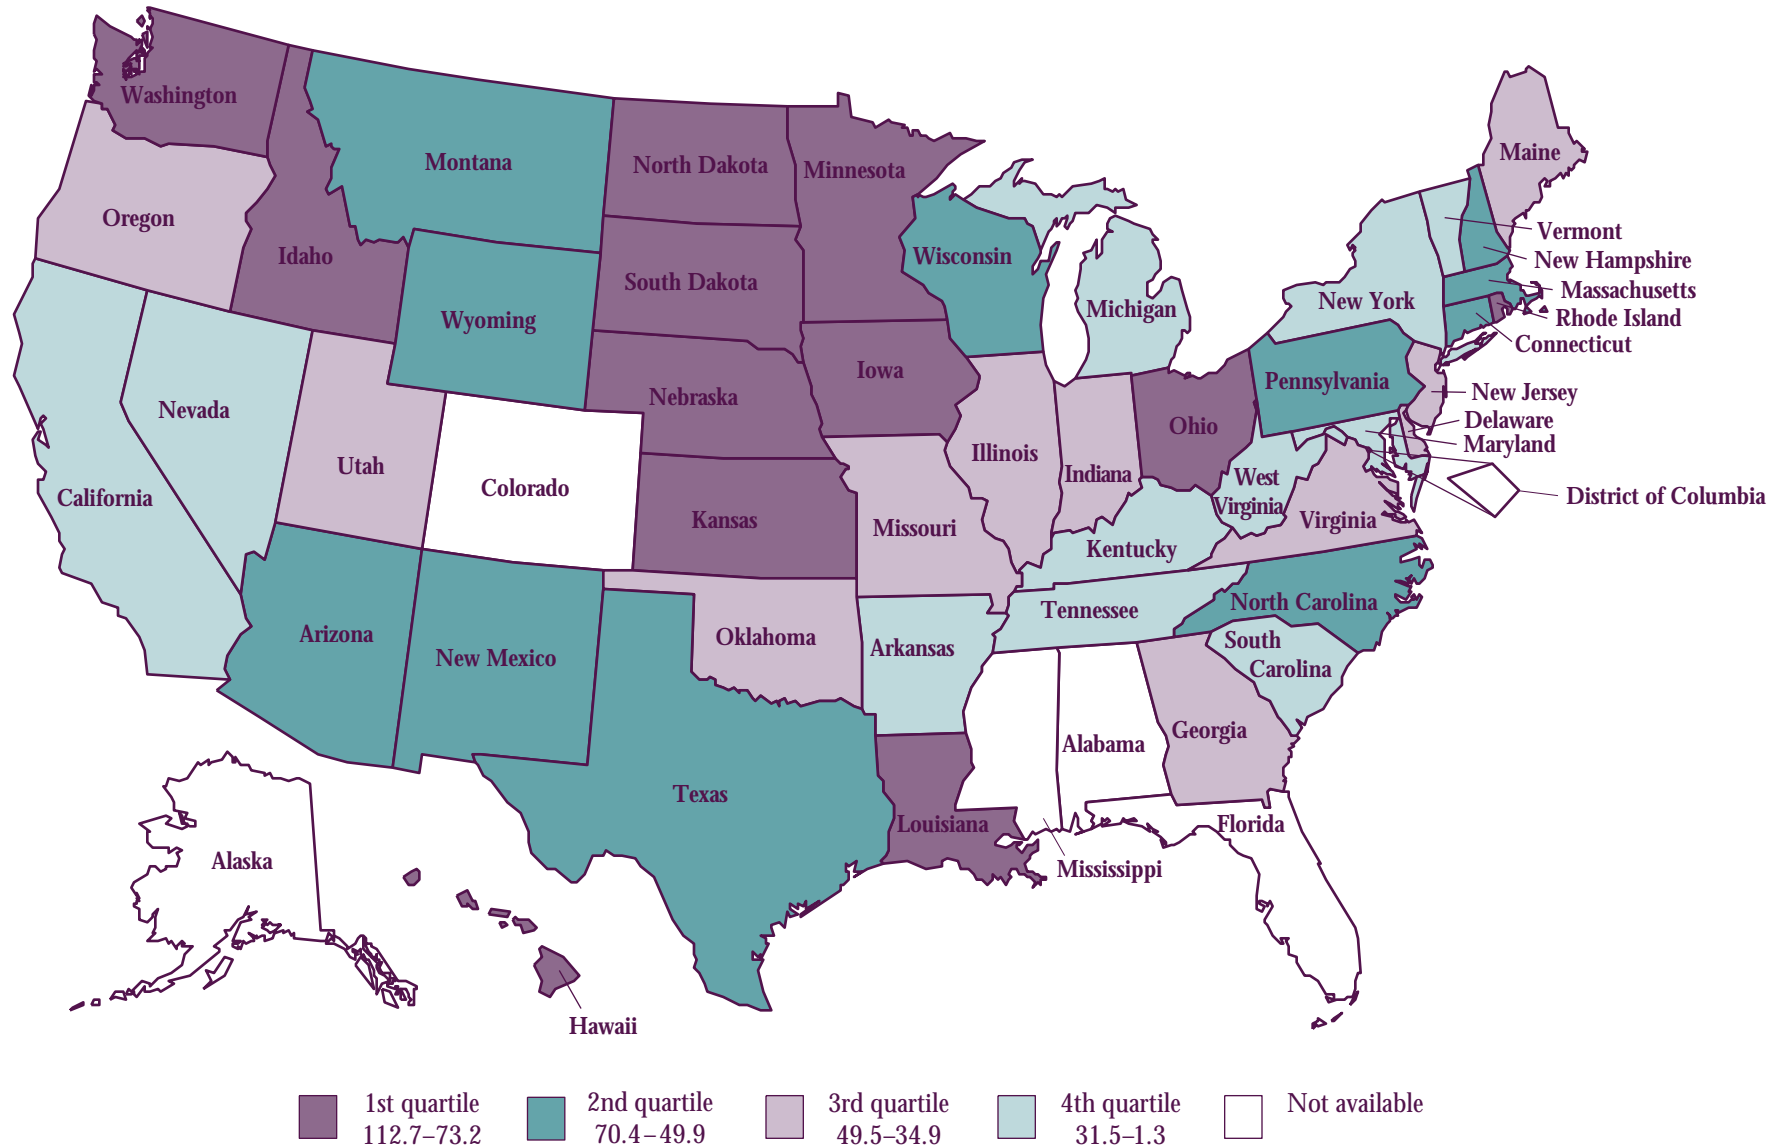 Washington
Montana
North Dakota
Minnesota
Maine
Oregon
Idaho
Wyoming
South Dakota
Wisconsin
Michigan
New York
Vermont
New Hampshire
Massachusetts
Rhode Island
Connecticut
Nevada
Utah
Colorado
Nebraska
Iowa
Illinois
Indiana
Ohio
Pennsylvania
New Jersey
Delaware
Maryland
District of Columbia
California
Kansas
Missouri
Kentucky
West
Virginia
Virginia
Arizona
New Mexico
Oklahoma
Arkansas
Tennessee
North Carolina
South
Carolina
Texas
Louisiana
Alabama
Georgia
Florida
Mississippi
Alaska
Hawaii
1st quartile
112.7–73.2
2nd quartile
70.4–49.9
3rd quartile
49.5–34.9
4th quartile
31.5–1.3
Not available